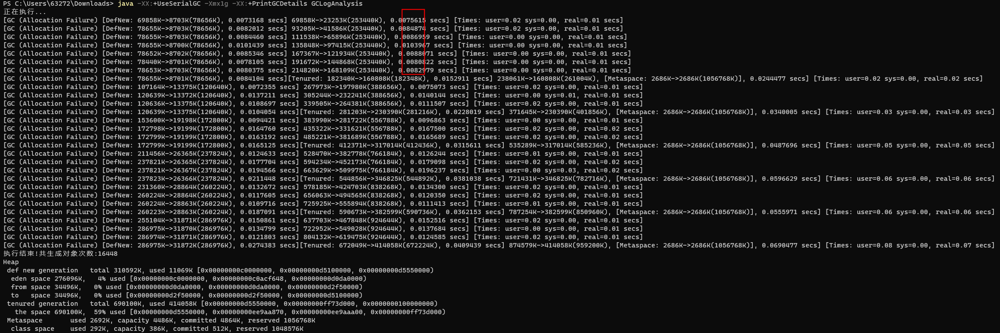 PS C:\Users\63272\Downloads> java -XX:+UseSerialGC -Xmx1g -XX:+PrintGCDetails GCLogAnalysis
正在执行...
[GC (Allocation Failure) [DefNew: 69858K->8703K(78656K), 0.0073168 secs] 69858K->23253K(253440K), 0.0075615 secs] [Times: user=0.02 sys=0.00, real=0.01 secs]
[GC (Allocation Failure) [DefNew: 78655K->8703K(78656K), 0.0082012 secs] 93205K->41586K(253440K), 0.0084874 secs] [Times: user=0.02 sys=0.00, real=0.01 secs]
[GC (Allocation Failure) [DefNew: 78655K->8703K(78656K), 0.0084460 secs] 111538K->65896K(253440K), 0.0086959 secs] [Times: user=0.00 sys=0.00, real=0.01 secs]
[GC (Allocation Failure) [DefNew: 78655K->8700K(78656K), 0.0101439 secs] 135848K->97415K(253440K), 0.0103967 secs] [Times: user=0.00 sys=0.00, real=0.01 secs]
[GC (Allocation Failure) [DefNew: 78652K->8702K(78656K), 0.0085346 secs] 167367K->121934K(253440K), 0.0088071 secs] [Times: user=0.00 sys=0.00, real=0.01 secs]
[GC (Allocation Failure) [DefNew: 78440K->8701K(78656K), 0.0078105 secs] 191672K->144868K(253440K), 0.0080822 secs] [Times: user=0.00 sys=0.00, real=0.01 secs]
[GC (Allocation Failure) [DefNew: 78653K->8703K(78656K), 0.0080375 secs] 214820K->168109K(253440K), 0.0082979 secs] [Times: user=0.00 sys=0.00, real=0.01 secs]
[GC (Allocation Failure) [DefNew: 78655K->8701K(78656K), 0.0084104 secs][Tenured: 182340K->160808K(182348K), 0.0152911 secs] 238061K->160808K(261004K), [Metaspace: 2686K->2686K(1056768K)], 0.0244477 secs] [Times: user=0.02 sys=0.00, real=0.02 secs]
[GC (Allocation Failure) [DefNew: 107164K->13375K(120640K), 0.0072355 secs] 267973K->197980K(388656K), 0.0075073 secs] [Times: user=0.02 sys=0.00, real=0.01 secs]
[GC (Allocation Failure) [DefNew: 120639K->13372K(120640K), 0.0137211 secs] 305244K->232241K(388656K), 0.0140144 secs] [Times: user=0.00 sys=0.01, real=0.01 secs]
[GC (Allocation Failure) [DefNew: 120636K->13375K(120640K), 0.0108697 secs] 339505K->264381K(388656K), 0.0111507 secs] [Times: user=0.02 sys=0.00, real=0.01 secs]
[GC (Allocation Failure) [DefNew: 120639K->13375K(120640K), 0.0104054 secs][Tenured: 281203K->230390K(281216K), 0.0228019 secs] 371645K->230390K(401856K), [Metaspace: 2686K->2686K(1056768K)], 0.0340005 secs] [Times: user=0.03 sys=0.00, real=0.03 secs]
[GC (Allocation Failure) [DefNew: 153600K->19198K(172800K), 0.0094421 secs] 383990K->281722K(556788K), 0.0096863 secs] [Times: user=0.00 sys=0.00, real=0.01 secs]
[GC (Allocation Failure) [DefNew: 172798K->19199K(172800K), 0.0164760 secs] 435322K->331621K(556788K), 0.0167500 secs] [Times: user=0.02 sys=0.00, real=0.02 secs]
[GC (Allocation Failure) [DefNew: 172799K->19199K(172800K), 0.0163192 secs] 485221K->381689K(556788K), 0.0165689 secs] [Times: user=0.02 sys=0.00, real=0.02 secs]
[GC (Allocation Failure) [DefNew: 172799K->19199K(172800K), 0.0165125 secs][Tenured: 412371K->317014K(412436K), 0.0315611 secs] 535289K->317014K(585236K), [Metaspace: 2686K->2686K(1056768K)], 0.0487696 secs] [Times: user=0.05 sys=0.00, real=0.05 secs]
[GC (Allocation Failure) [DefNew: 211456K->26365K(237824K), 0.0124633 secs] 528470K->382778K(766184K), 0.0126244 secs] [Times: user=0.01 sys=0.00, real=0.01 secs]
[GC (Allocation Failure) [DefNew: 237821K->26365K(237824K), 0.0177704 secs] 594234K->452173K(766184K), 0.0179098 secs] [Times: user=0.02 sys=0.00, real=0.02 secs]
[GC (Allocation Failure) [DefNew: 237821K->26367K(237824K), 0.0194566 secs] 663629K->509975K(766184K), 0.0196237 secs] [Times: user=0.00 sys=0.03, real=0.02 secs]
[GC (Allocation Failure) [DefNew: 237823K->26366K(237824K), 0.0211448 secs][Tenured: 544856K->346825K(544892K), 0.0381038 secs] 721431K->346825K(782716K), [Metaspace: 2686K->2686K(1056768K)], 0.0596629 secs] [Times: user=0.06 sys=0.00, real=0.06 secs]
[GC (Allocation Failure) [DefNew: 231360K->28864K(260224K), 0.0132672 secs] 578185K->424703K(838268K), 0.0134300 secs] [Times: user=0.02 sys=0.00, real=0.01 secs]
[GC (Allocation Failure) [DefNew: 260224K->28864K(260224K), 0.0117605 secs] 656063K->494565K(838268K), 0.0120350 secs] [Times: user=0.02 sys=0.00, real=0.01 secs]
[GC (Allocation Failure) [DefNew: 260224K->28863K(260224K), 0.0109716 secs] 725925K->555894K(838268K), 0.0111413 secs] [Times: user=0.01 sys=0.00, real=0.01 secs]
[GC (Allocation Failure) [DefNew: 260223K->28863K(260224K), 0.0187091 secs][Tenured: 590673K->382599K(590736K), 0.0362153 secs] 787254K->382599K(850960K), [Metaspace: 2686K->2686K(1056768K)], 0.0555971 secs] [Times: user=0.06 sys=0.00, real=0.06 secs]
[GC (Allocation Failure) [DefNew: 255104K->31871K(286976K), 0.0150861 secs] 637703K->467848K(924644K), 0.0152516 secs] [Times: user=0.02 sys=0.00, real=0.01 secs]
[GC (Allocation Failure) [DefNew: 286975K->31870K(286976K), 0.0134799 secs] 722952K->549028K(924644K), 0.0137684 secs] [Times: user=0.00 sys=0.00, real=0.01 secs]
[GC (Allocation Failure) [DefNew: 286974K->31871K(286976K), 0.0121803 secs] 804132K->619475K(924644K), 0.0124585 secs] [Times: user=0.02 sys=0.00, real=0.01 secs]
[GC (Allocation Failure) [DefNew: 286975K->31872K(286976K), 0.0274383 secs][Tenured: 672049K->414058K(672224K), 0.0409439 secs] 874579K->414058K(959200K), [Metaspace: 2686K->2686K(1056768K)], 0.0690477 secs] [Times: user=0.08 sys=0.00, real=0.07 secs]
执行结束!共生成对象次数:16448
Heap
 def new generation   total 310592K, used 11069K [0x00000000c0000000, 0x00000000d5100000, 0x00000000d5550000)
  eden space 276096K,   4% used [0x00000000c0000000, 0x00000000c0acf648, 0x00000000d0da0000)
  from space 34496K,   0% used [0x00000000d0da0000, 0x00000000d0da0000, 0x00000000d2f50000)
  to   space 34496K,   0% used [0x00000000d2f50000, 0x00000000d2f50000, 0x00000000d5100000)
 tenured generation   total 690100K, used 414058K [0x00000000d5550000, 0x00000000ff73d000, 0x0000000100000000)
   the space 690100K,  59% used [0x00000000d5550000, 0x00000000ee9aa870, 0x00000000ee9aaa00, 0x00000000ff73d000)
 Metaspace       used 2692K, capacity 4486K, committed 4864K, reserved 1056768K
  class space    used 292K, capacity 386K, committed 512K, reserved 1048576K